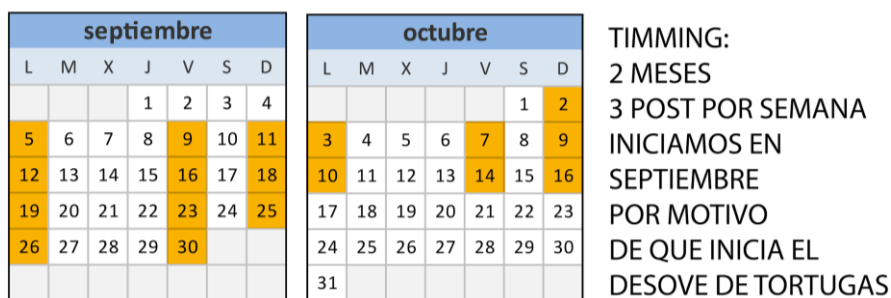 septiembre
L M X J V S D
1 2 3 4
5 6 7 8 9 10 11
12 13 14 15 16 17 18
19 20 21 22 23 24 25
26 27 28 29 30
octubre
L M X J V S D
1 2
3 4 5 6 7 8 9
10 11 12 13 14 15 16
17 18 19 20 21 22 23
24 25 26 27 28 29 30
31
TIMMING:
2 MESES
3 POST POR SEMANA
INICIAMOS EN
SEPTIEMBRE
POR MOTIVO
DE QUE INICIA EL
DESOVE DE TORTUGAS